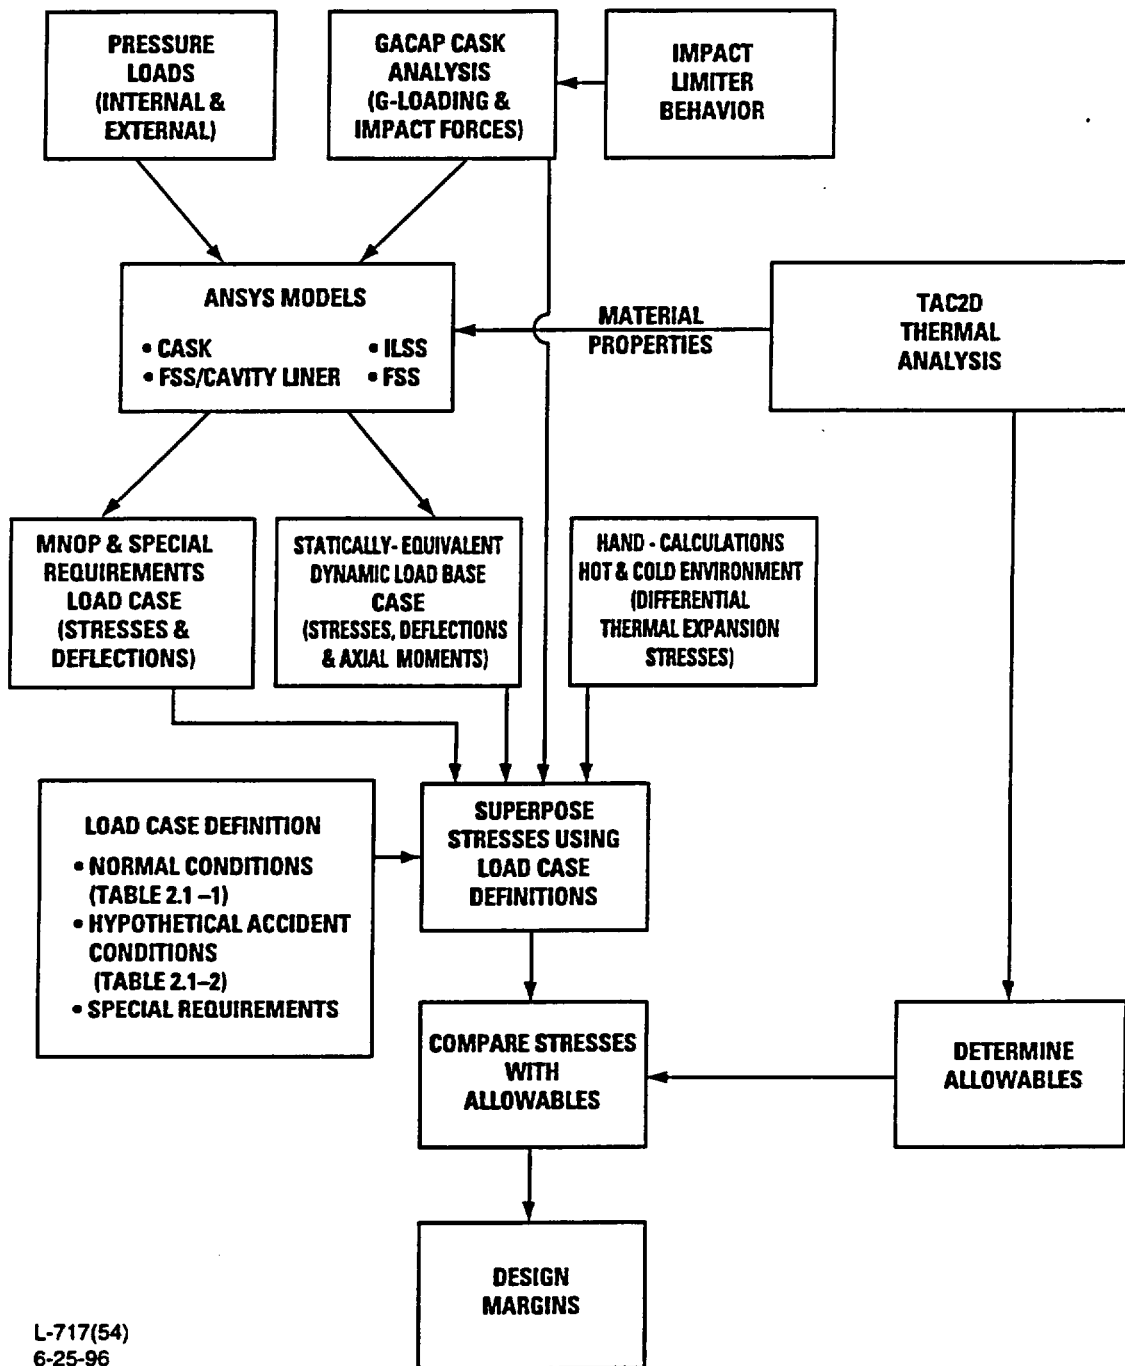 PRESSURE
LOADS
(INTERNAL &
EXTERNAL)
GACAP CASK
ANALYSIS
(G-LOADING &
IMPACT FORCES)
IMPACT
LIMITER
BEHAVIOR
ANSYS MODELS
• CASK
• ILSS
• FSS/CAVITY LINER
• FSS
MATERIAL
PROPERTIES
TAC2D
THERMAL
ANALYSIS
MNOP & SPECIAL
REQUIREMENTS
LOAD CASE
(STRESSES &
DEFLECTIONS)
STATICALLY- EQUIVALENT
DYNAMIC LOAD BASE
CASE
(STRESSES, DEFLECTIONS
& AXIAL MOMENTS)
HAND - CALCULATIONS
HOT & COLD ENVIRONMENT
(DIFFERENTIAL
THERMAL EXPANSION
STRESSES)
LOAD CASE DEFINITION
• NORMAL CONDITIONS
(TABLE 2.1 –1)
• HYPOTHETICAL ACCIDENT
CONDITIONS
(TABLE 2.1–2)
• SPECIAL REQUIREMENTS
SUPERPOSE
STRESSES USING
LOAD CASE
DEFINITIONS
COMPARE STRESSES
WITH
ALLOWABLES
DETERMINE
ALLOWABLES
DESIGN
MARGINS
L-717(54)
6-25-96